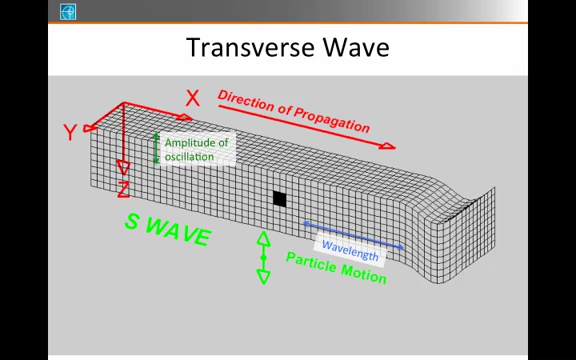 Transverse Wave
X
Direction of Propagation
Y
Amplitude of
oscillation
Z
S WAVE
Wavelength
Particle Motion